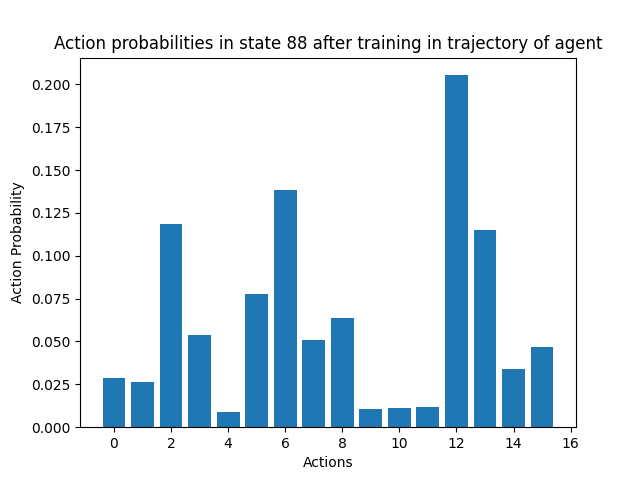 Action probabilities in state 88 after training in trajectory of agent
0.200
0.175
0.150
0.125
0.100
0.075
0.050
0.025
0.000
Action Probability
0 2 4 6 8 10 12 14 16
Actions